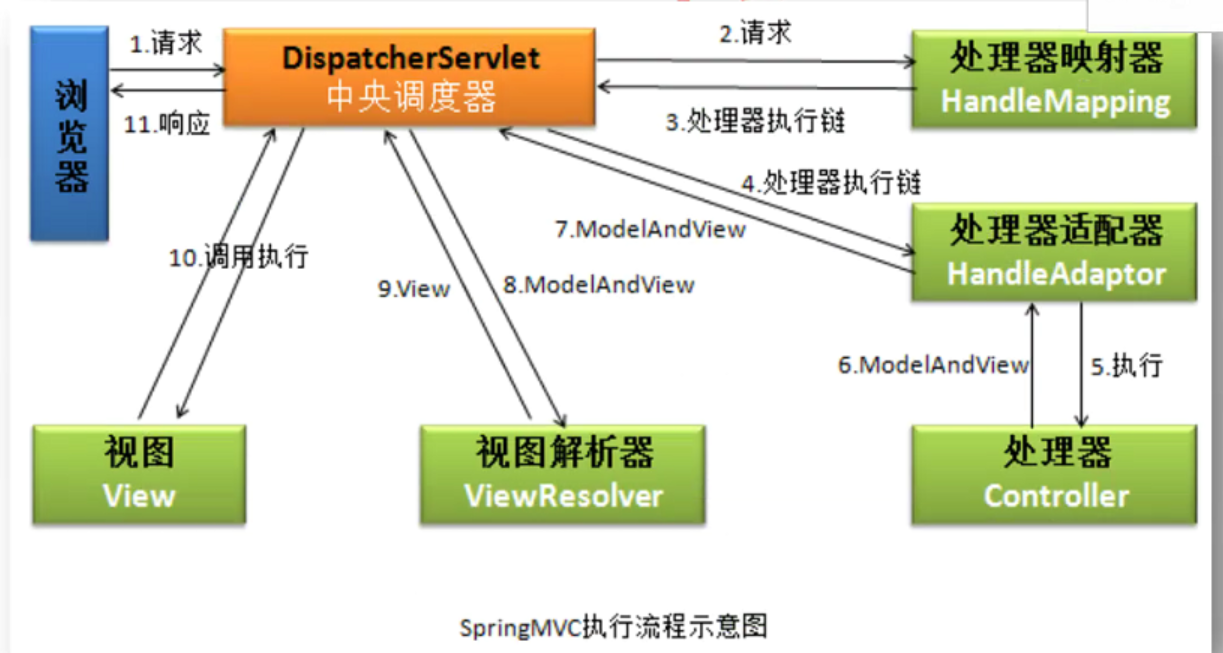 1.请求
DispatcherServlet
中央调度器
2.请求
处理器映射器
HandleMapping
浏览器
11.响应
3.处理器执行链
4.处理器执行链
处理器适配器
HandleAdaptor
7.ModelAndView
10.调用执行
9.View
8.ModelAndView
6.ModelAndView
5.执行
视图
View
视图解析器
ViewResolver
处理器
Controller
SpringMVC执行流程示意图